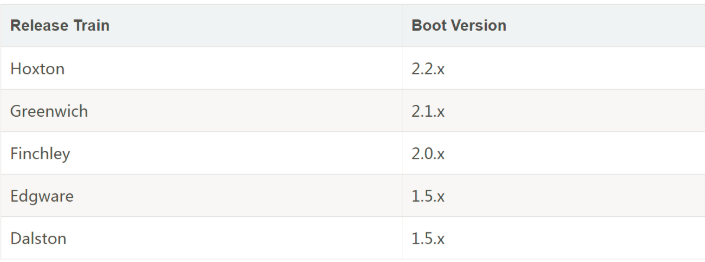 Release Train Boot Version
Hoxton 2.2.x
Greenwich 2.1.x
Finchley 2.0.x
Edgware 1.5.x
Dalston 1.5.x